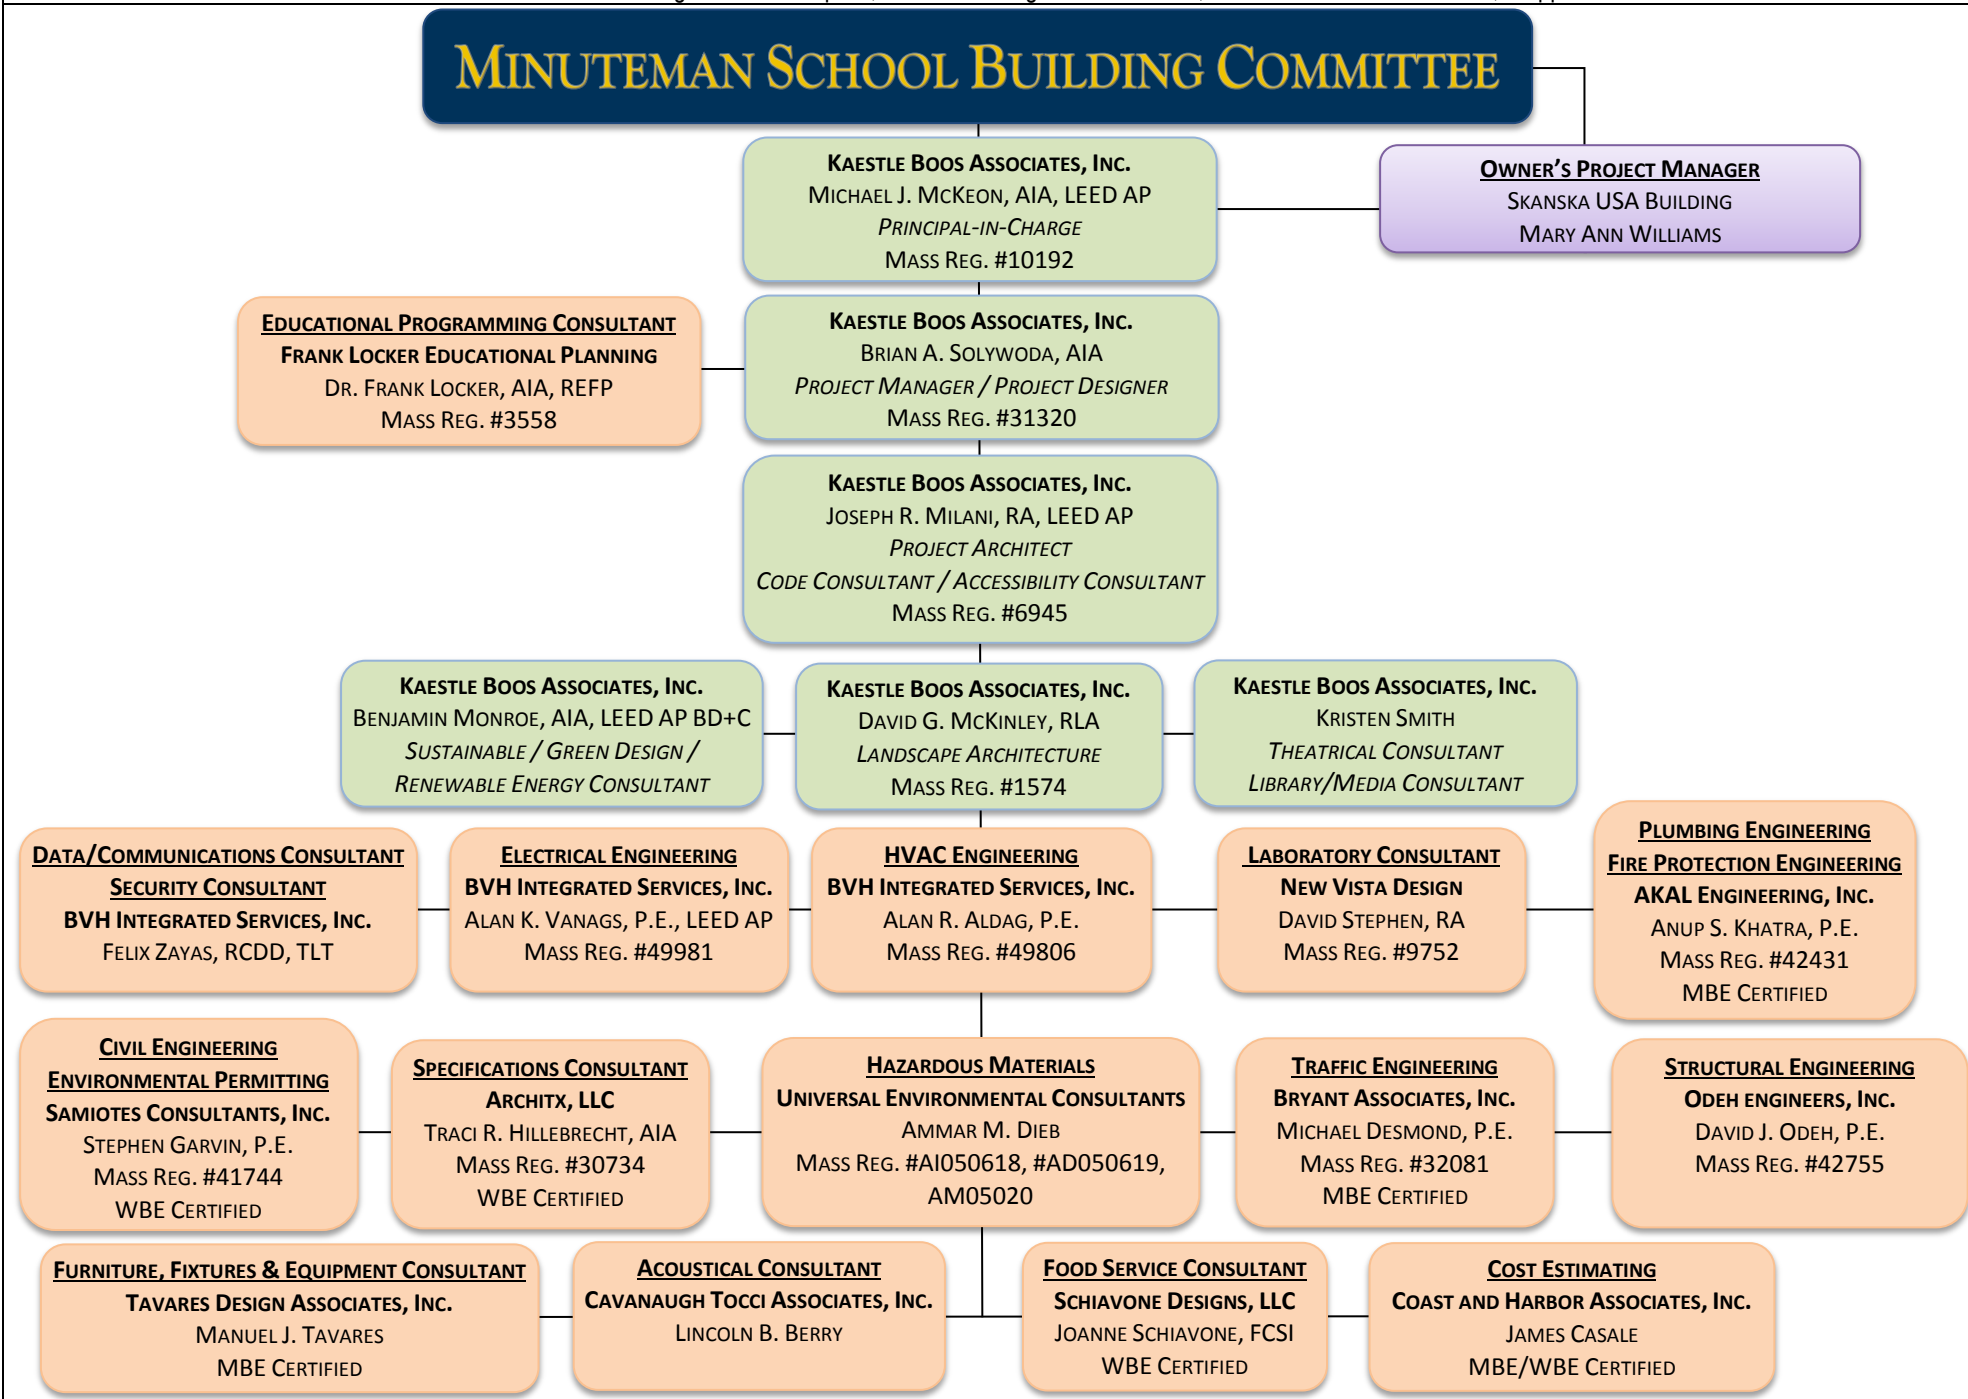 MINUTEMAN SCHOOL BUILDING COMMITTEE
KAESTLE BOOS ASSOCIATES, INC.
MICHAEL J. MCKEON, AIA, LEED AP
PRINCIPAL-IN-CHARGE
MASS REG. #10192
OWNER'S PROJECT MANAGER
SKANSKA USA BUILDING
MARY ANN WILLIAMS
EDUCATIONAL PROGRAMMING CONSULTANT
FRANK LOCKER EDUCATIONAL PLANNING
DR. FRANK LOCKER, AIA, REFP
MASS REG. #3558
KAESTLE BOOS ASSOCIATES, INC.
BRIAN A. SOLYWODA, AIA
PROJECT MANAGER / PROJECT DESIGNER
MASS REG. #31320
KAESTLE BOOS ASSOCIATES, INC.
JOSEPH R. MILANI, RA, LEED AP
PROJECT ARCHITECT
CODE CONSULTANT / ACCESSIBILITY CONSULTANT
MASS REG. #6945
KAESTLE BOOS ASSOCIATES, INC.
BENJAMIN MONROE, AIA, LEED AP BD+C
SUSTAINABLE / GREEN DESIGN /
RENEWABLE ENERGY CONSULTANT
KAESTLE BOOS ASSOCIATES, INC.
DAVID G. MCKINLEY, RLA
LANDSCAPE ARCHITECTURE
MASS REG. #1574
KAESTLE BOOS ASSOCIATES, INC.
KRISTEN SMITH
THEATRICAL CONSULTANT
LIBRARY/MEDIA CONSULTANT
DATA/COMMUNICATIONS CONSULTANT
SECURITY CONSULTANT
BVH INTEGRATED SERVICES, INC.
FELIX ZAYAS, RCDD, TLT
ELECTRICAL ENGINEERING
BVH INTEGRATED SERVICES, INC.
ALAN K. VANAGS, P.E., LEED AP
MASS REG. #49981
HVAC ENGINEERING
BVH INTEGRATED SERVICES, INC.
ALAN R. ALDAG, P.E.
MASS REG. #49806
LABORATORY CONSULTANT
NEW VISTA DESIGN
DAVID STEPHEN, RA
MASS REG. #9752
PLUMBING ENGINEERING
FIRE PROTECTION ENGINEERING
AKAL ENGINEERING, INC.
ANUP S. KHATRA, P.E.
MASS REG. #42431
MBE CERTIFIED
CIVIL ENGINEERING
ENVIRONMENTAL PERMITTING
SAMIOTES CONSULTANTS, INC.
STEPHEN GARVIN, P.E.
MASS REG. #41744
WBE CERTIFIED
SPECIFICATIONS CONSULTANT
ARCHITX, LLC
TRACI R. HILLEBRECHT, AIA
MASS REG. #30734
WBE CERTIFIED
HAZARDOUS MATERIALS
UNIVERSAL ENVIRONMENTAL CONSULTANTS
AMMAR M. DIEB
MASS REG. #AI050618, #AD050619,
AM05020
TRAFFIC ENGINEERING
BRYANT ASSOCIATES, INC.
MICHAEL DESMOND, P.E.
MASS REG. #32081
MBE CERTIFIED
STRUCTURAL ENGINEERING
ODEH ENGINEERS, INC.
DAVID J. ODEH, P.E.
MASS REG. #42755
FURNITURE, FIXTURES & EQUIPMENT CONSULTANT
TAVARES DESIGN ASSOCIATES, INC.
MANUEL J. TAVARES
MBE CERTIFIED
ACOUSTICAL CONSULTANT
CAVANAUGH TOCCI ASSOCIATES, INC.
LINCOLN B. BERRY
FOOD SERVICE CONSULTANT
SCHIAVONE DESIGNS, LLC
JOANNE SCHIAVONE, FCSI
WBE CERTIFIED
COST ESTIMATING
COAST AND HARBOR ASSOCIATES, INC.
JAMES CASALE
MBE/WBE CERTIFIED